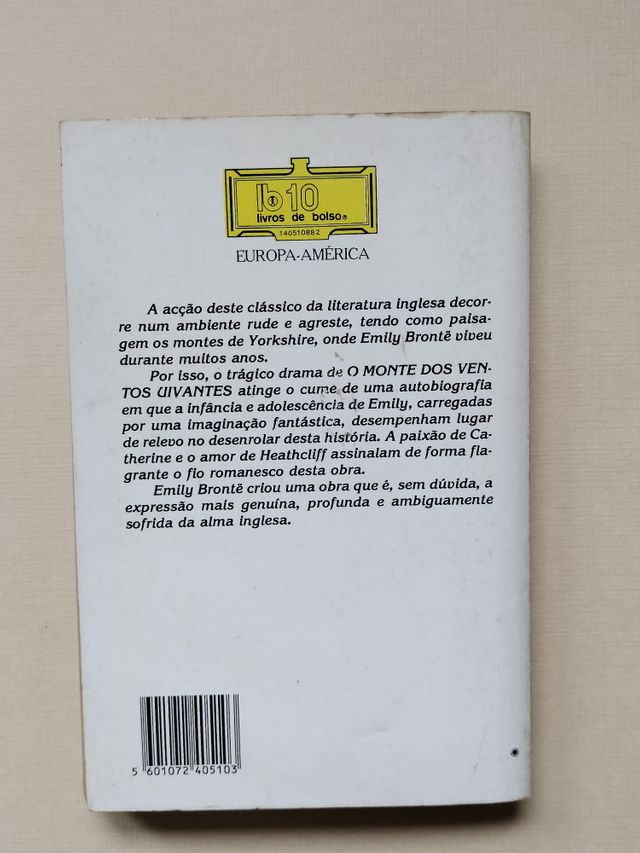 lb10
livros de bolso®
140510882
EUROPA-AMÉRICA
A acção deste clássico da literatura inglesa decor-
re num ambiente rude e agreste, tendo como paisa-
gem os montes de Yorkshire, onde Emily Brontë viveu
durante muitos anos.
Por isso, o trágico drama de O MONTE DOS VEN-
TOS UIVANTES atinge o cume de uma autobiografia
em que a infância e adolescência de Emily, carregadas
por uma imaginação fantástica, desempenham lugar
de relevo no desenrolar desta história. A paixão de Ca-
therine e o amor de Heathcliff assinalam de forma fla-
grante o fio romanesco desta obra.
Emily Brontë criou uma obra que é, sem dúvida, a
expressão mais genuína, profunda e ambiguamente
sofrida da alma inglesa.
5 601072 405103